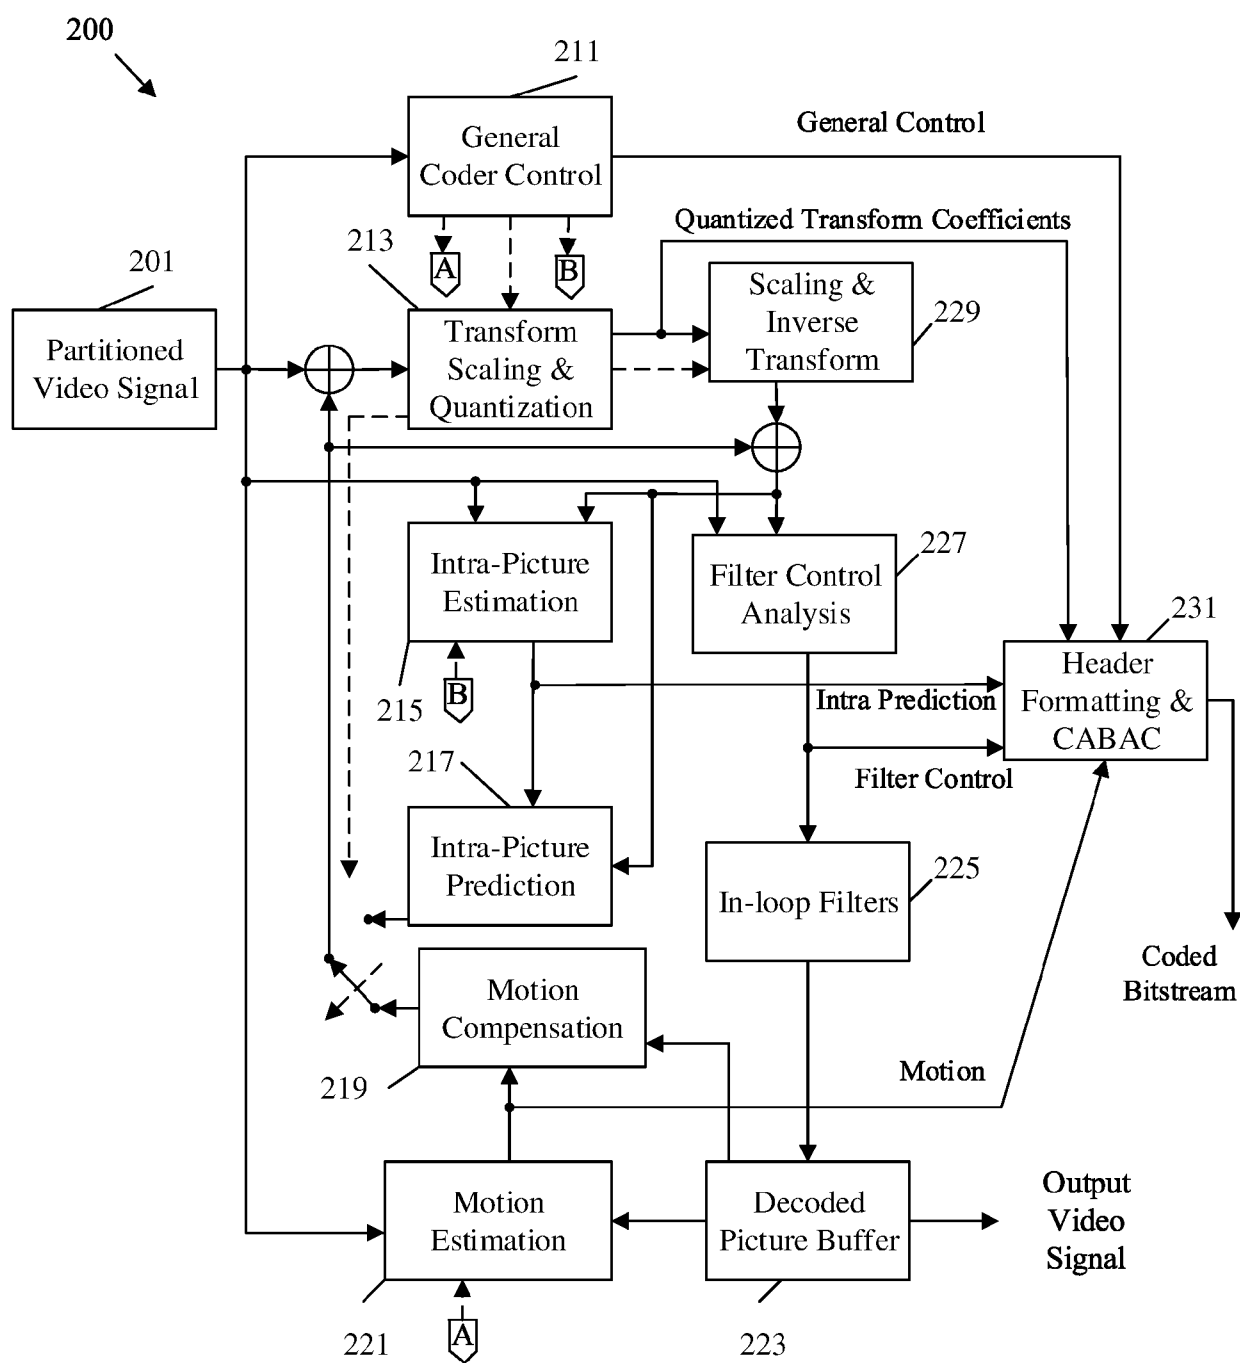 200
211
General
Coder Control
General Control
Quantized Transform Coefficients
213
A
B
201
Partitioned
Video Signal
Transform
Scaling &
Quantization
Scaling &
Inverse
Transform
229
Intra-Picture
Estimation
215
B
Filter Control
Analysis
227
231
Header
Formatting &
CABAC
Intra Prediction
Filter Control
217
Intra-Picture
Prediction
In-loop Filters
225
Coded
Bitstream
Motion
Compensation
219
Motion
Motion
Estimation
221
A
Decoded
Picture Buffer
223
Output
Video
Signal